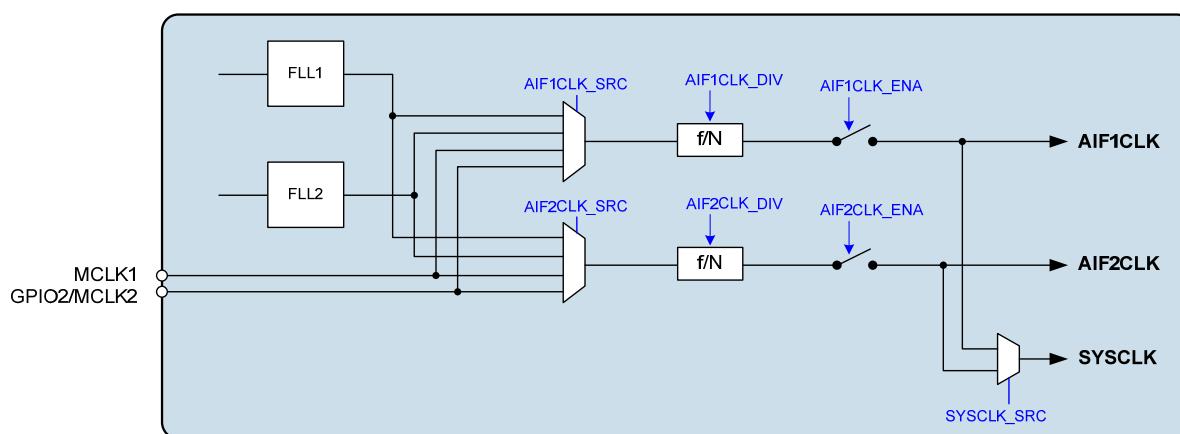 FLL1
AIF1CLK_SRC
AIF1CLK_DIV
AIF1CLK_ENA
f/N
AIF1CLK
FLL2
AIF2CLK_SRC
AIF2CLK_DIV
AIF2CLK_ENA
f/N
AIF2CLK
MCLK1
GPIO2/MCLK2
SYSCLK
SYSCLK_SRC